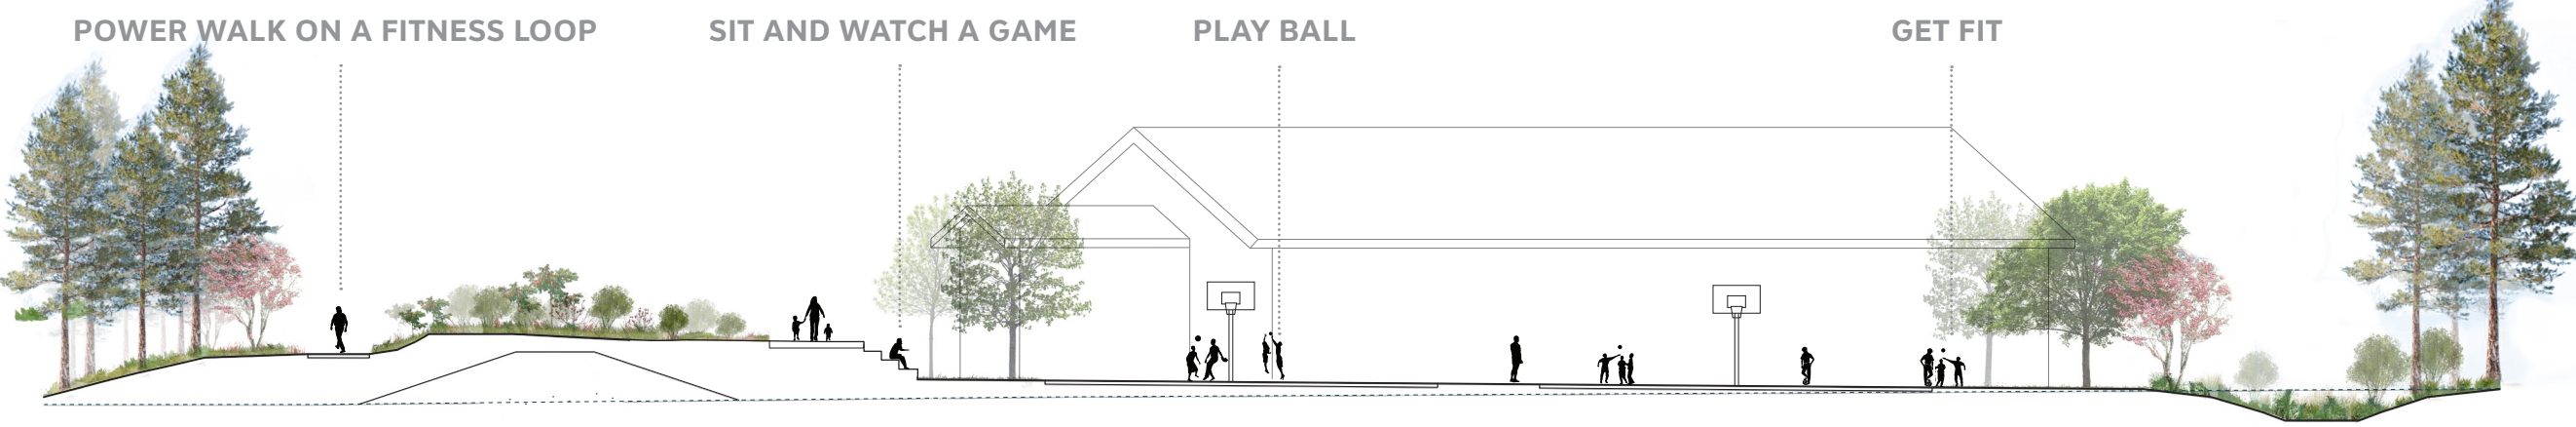 POWER WALK ON A FITNESS LOOP
SIT AND WATCH A GAME
PLAY BALL
GET FIT